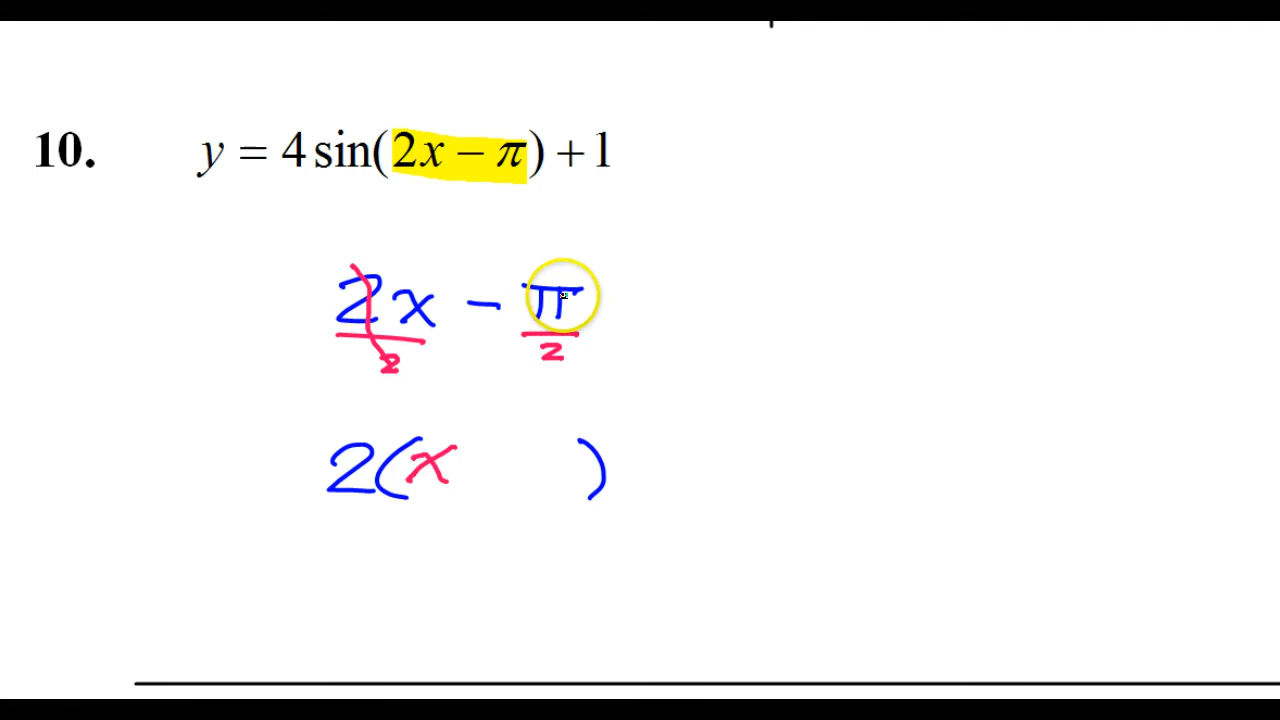 10. y = 4 sin(2x − π) + 1
2x/2 − π/2
2(x )